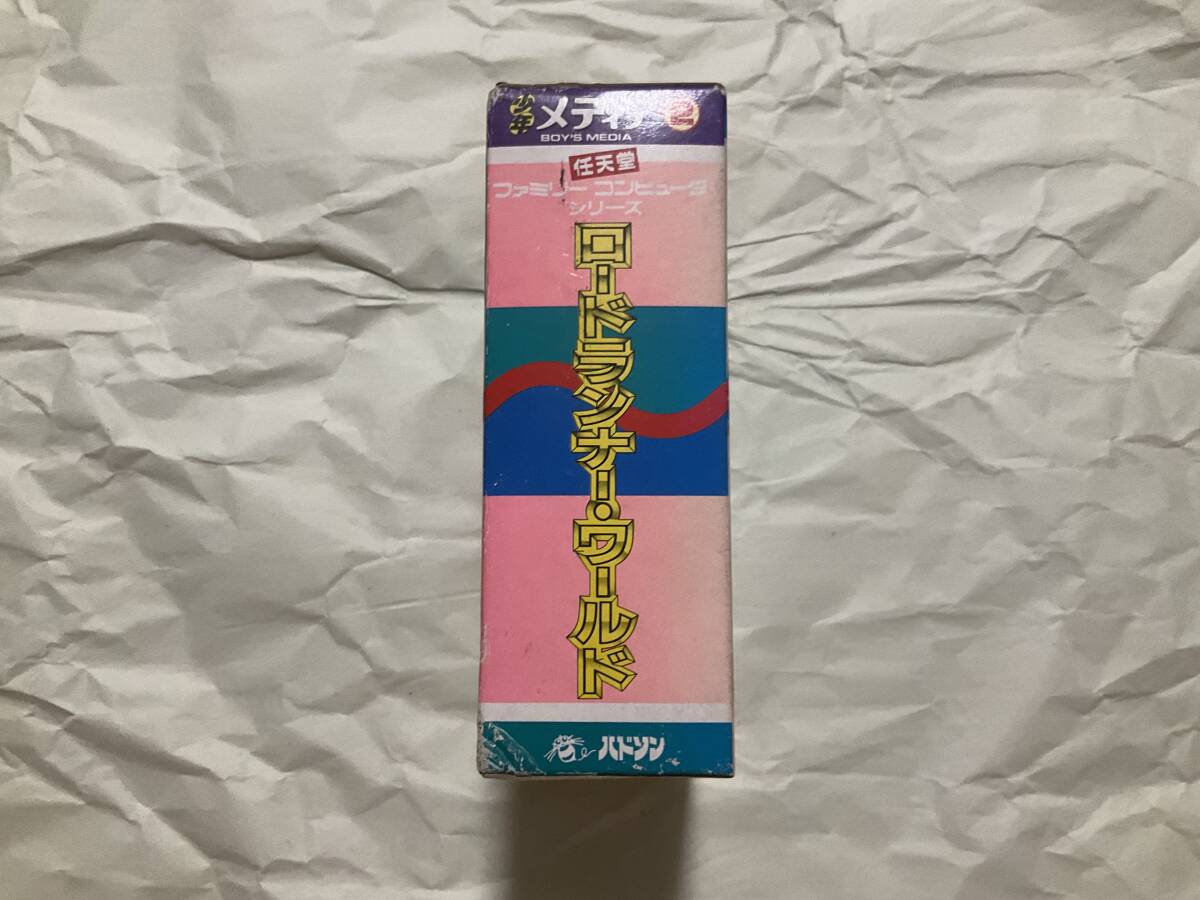 少年メディア 2
BOY'S MEDIA
任天堂
ファミリー コンピュータ
シリーズ
ロードランナー・ワールド
ハドソン